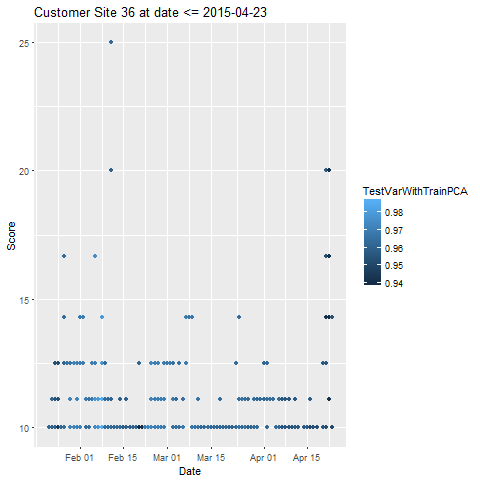 Customer Site 36 at date <= 2015-04-23
25
20
15
10
Score
Feb 01 Feb 15 Mar 01 Mar 15 Apr 01 Apr 15
Date
TestVarWithTrainPCA
0.98
0.97
0.96
0.95
0.94